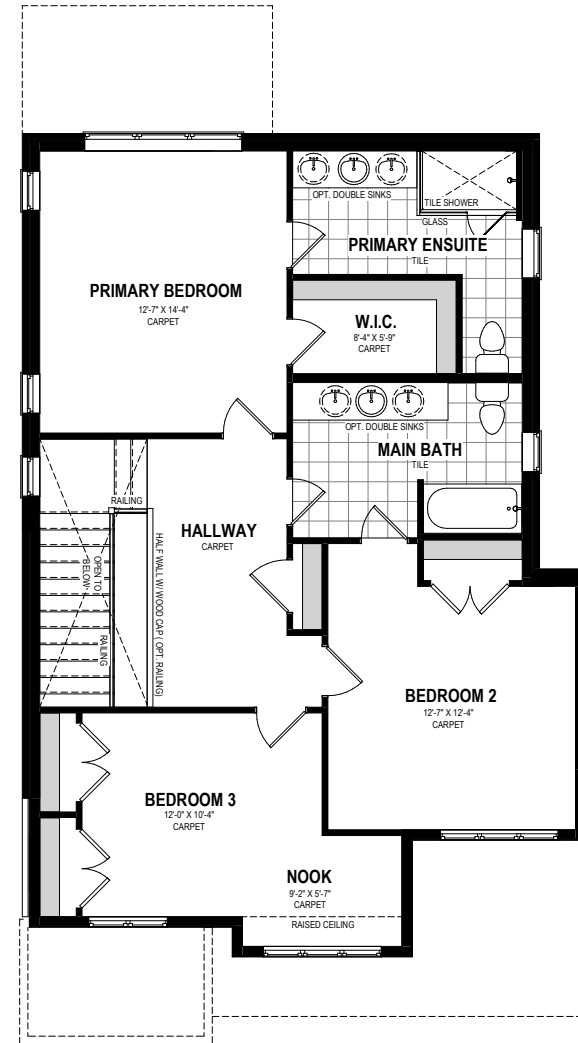 OPT. DOUBLE SINKS
TILE SHOWER
GLASS
PRIMARY ENSUITE
TILE
PRIMARY BEDROOM
12'-7" X 14'-4"
CARPET
W.I.C.
8'-4" X 5'-9"
CARPET
OPT. DOUBLE SINKS
MAIN BATH
TILE
RAILING
HALLWAY
CARPET
HALF WALL W/ WOOD CAP ( OPT. RAILING)
OPEN TO
BELOW
RAILING
BEDROOM 2
12'-7" X 12'-4"
CARPET
BEDROOM 3
12'-0" X 10'-4"
CARPET
NOOK
9'-2" X 5'-7"
CARPET
RAISED CEILING